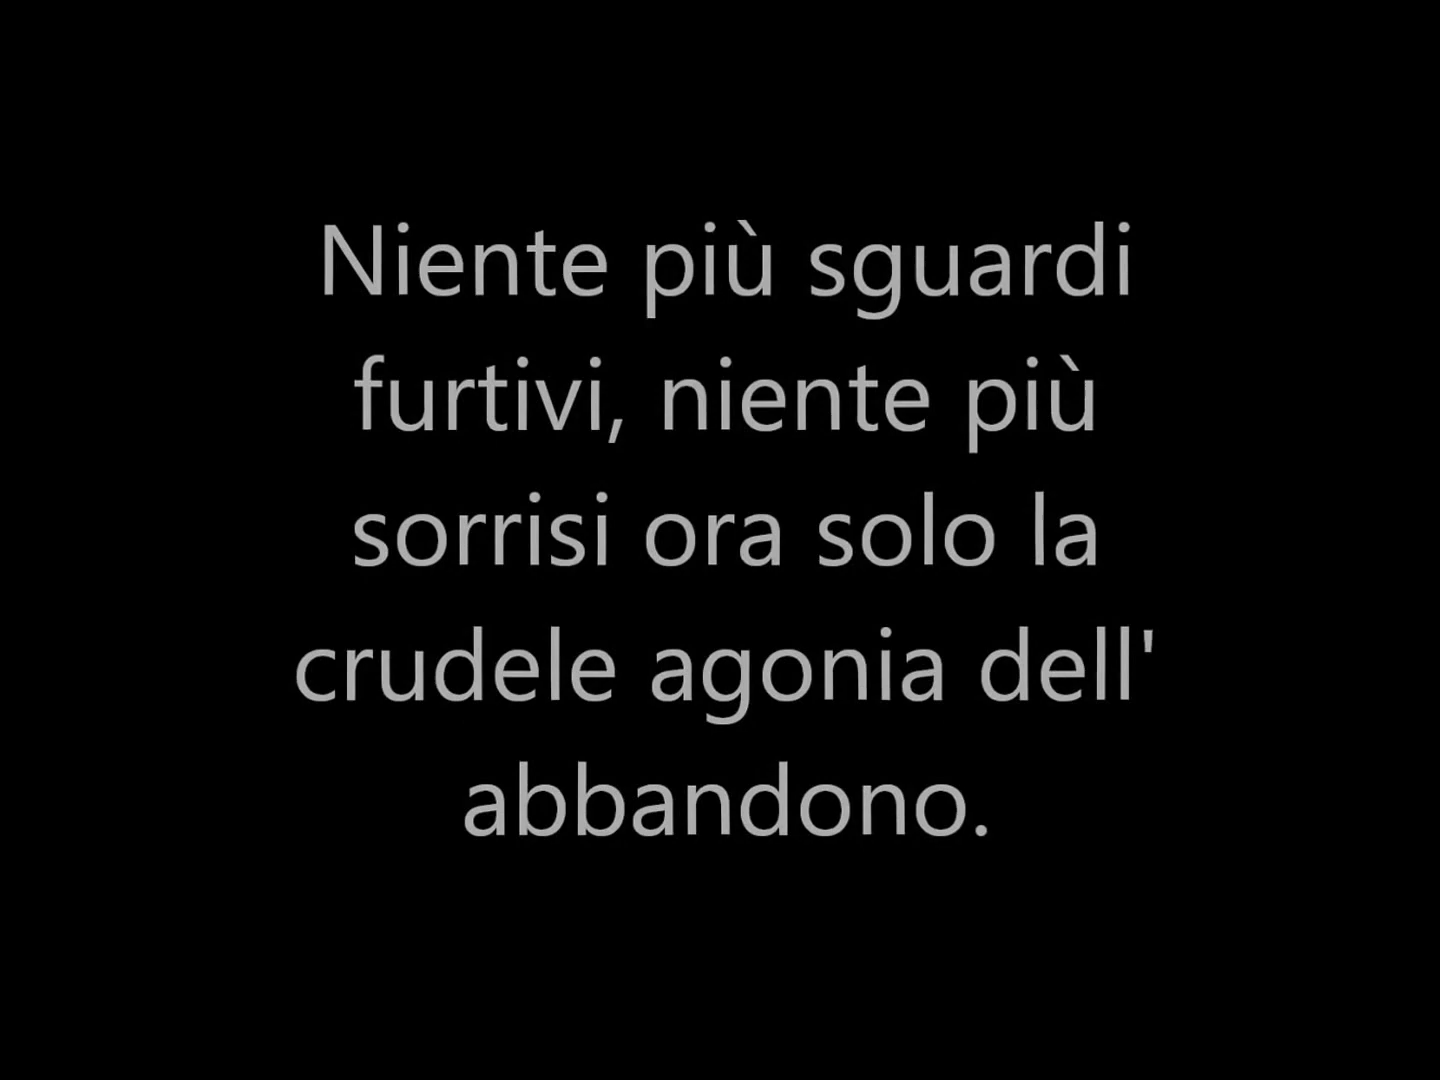 Niente più sguardi
furtivi, niente più
sorrisi ora solo la
crudele agonia dell'
abbandono.